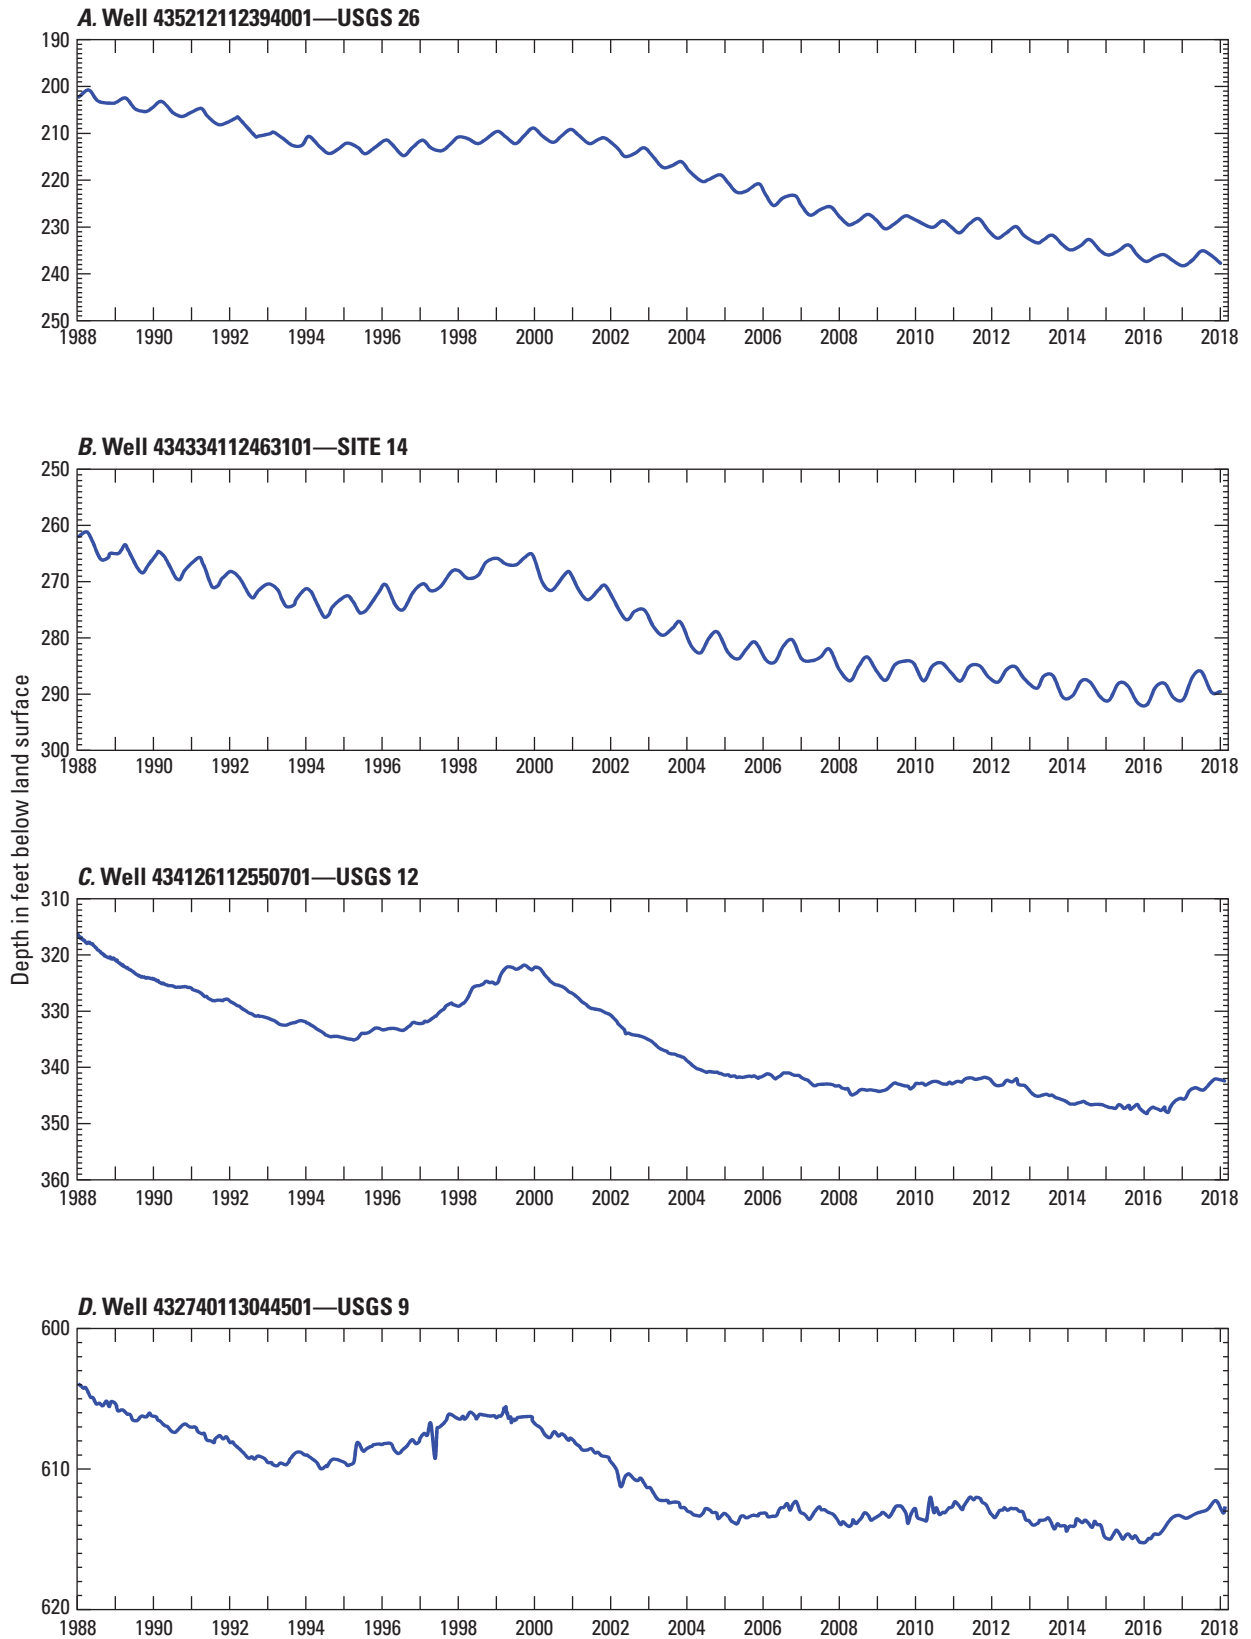 A. Well 435212112394001—USGS 26
190
200
210
220
230
240
250
1988 1990 1992 1994 1996 1998 2000 2002 2004 2006 2008 2010 2012 2014 2016 2018
B. Well 434334112463101—SITE 14
250
260
270
280
290
300
1988 1990 1992 1994 1996 1998 2000 2002 2004 2006 2008 2010 2012 2014 2016 2018
Depth in feet below land surface
C. Well 434126112550701—USGS 12
310
320
330
340
350
360
1988 1990 1992 1994 1996 1998 2000 2002 2004 2006 2008 2010 2012 2014 2016 2018
D. Well 432740113044501—USGS 9
600
610
620
1988 1990 1992 1994 1996 1998 2000 2002 2004 2006 2008 2010 2012 2014 2016 2018